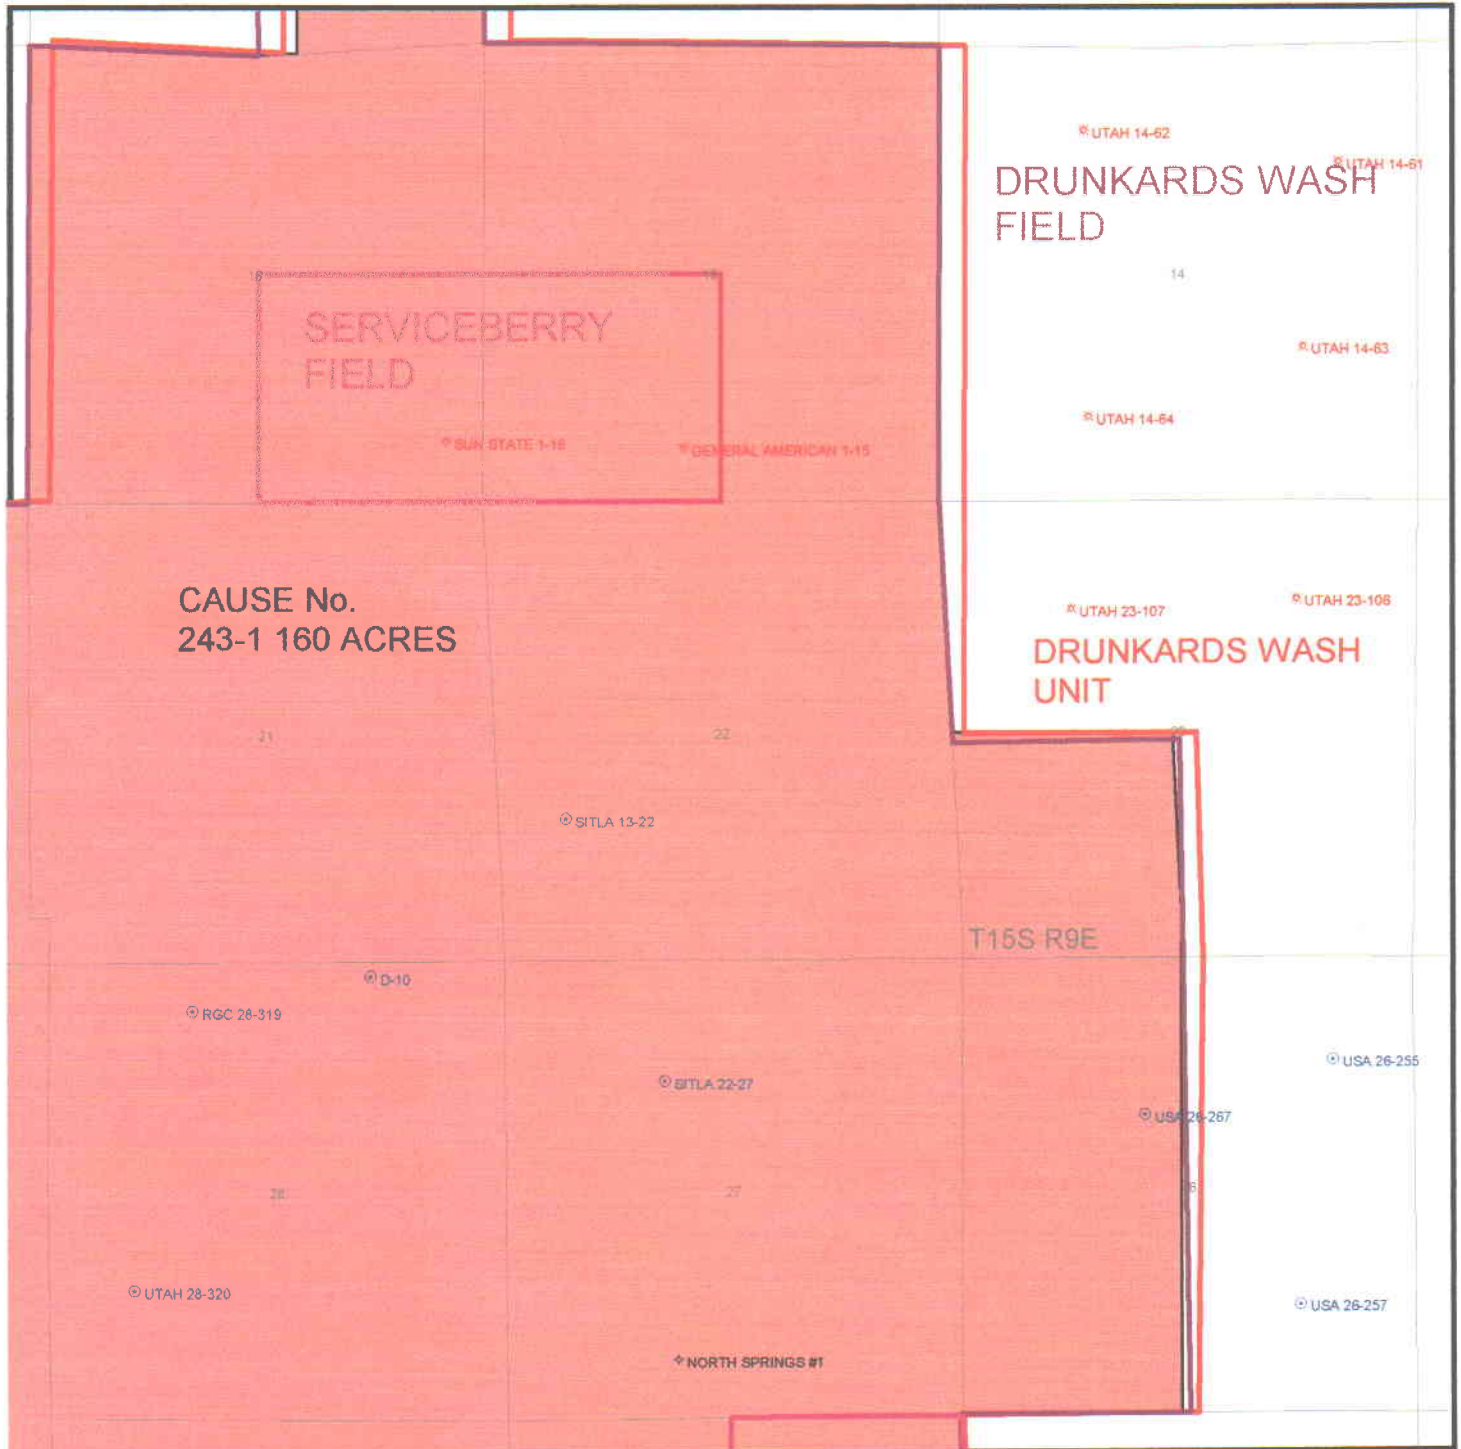 UTAH 14-62
UTAH 14-61
DRUNKARDS WASH
FIELD
14
SERVICEBERRY
FIELD
UTAH 14-63
UTAH 14-64
SUN STATE 1-16
GENERAL AMERICAN 1-15
CAUSE No.
243-1 160 ACRES
UTAH 23-107
UTAH 23-106
DRUNKARDS WASH
UNIT
21
22
SITLA 13-22
T15S R9E
D-10
RGC 28-319
USA 26-255
SITLA 22-27
USA 26-267
28
27
UTAH 28-320
USA 26-257
NORTH SPRINGS #1